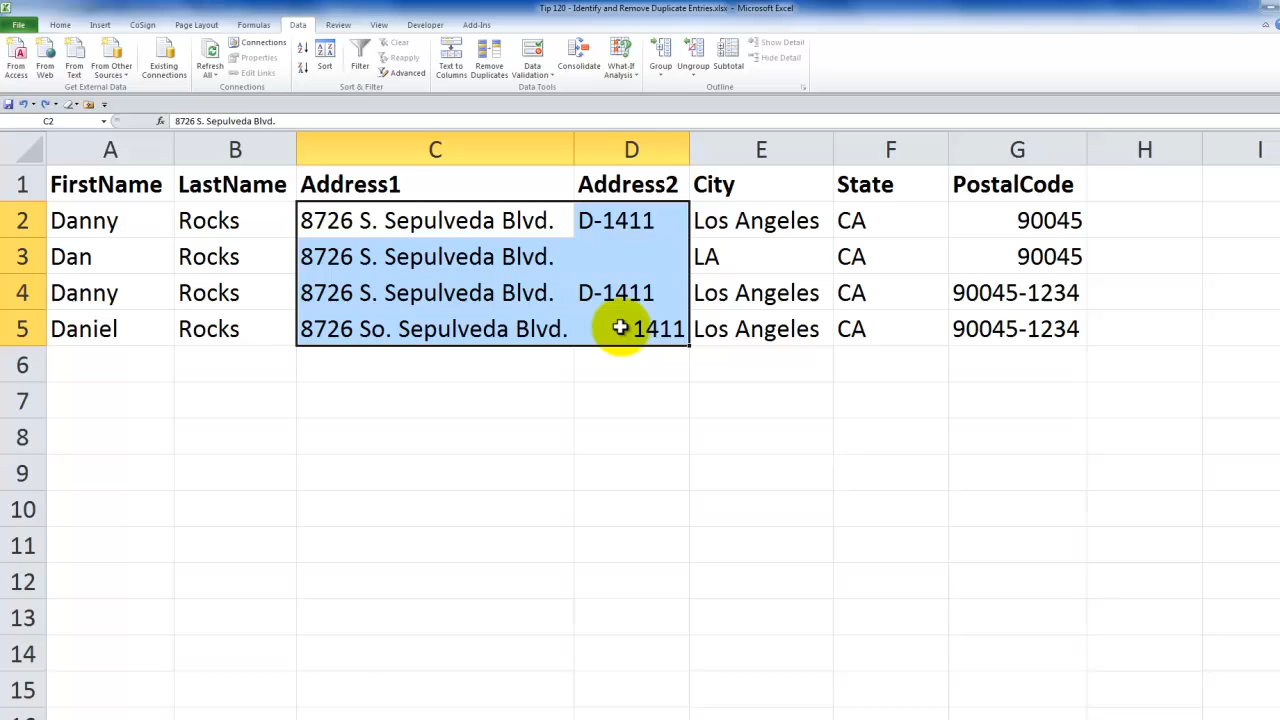 Tip 120 - Identify and Remove Duplicate Entries.xlsx - Microsoft Excel
File Home Insert CoSign Page Layout Formulas Data Review View Developer Add-Ins
From Access From Web From Text From Other Sources Existing Connections Refresh All Connections Properties Edit Links Sort Filter Clear Reapply Advanced Text to Columns Remove Duplicates Data Validation Consolidate What-If Analysis Group Ungroup Subtotal Show Detail Hide Detail
Get External Data Connections Sort & Filter Data Tools Outline
C2 fx 8726 S. Sepulveda Blvd.
A B C D E F G H I
1 FirstName LastName Address1 Address2 City State PostalCode
2 Danny Rocks 8726 S. Sepulveda Blvd. D-1411 Los Angeles CA 90045
3 Dan Rocks 8726 S. Sepulveda Blvd. LA CA 90045
4 Danny Rocks 8726 S. Sepulveda Blvd. D-1411 Los Angeles CA 90045-1234
5 Daniel Rocks 8726 So. Sepulveda Blvd. 1411 Los Angeles CA 90045-1234
6
7
8
9
10
11
12
13
14
15